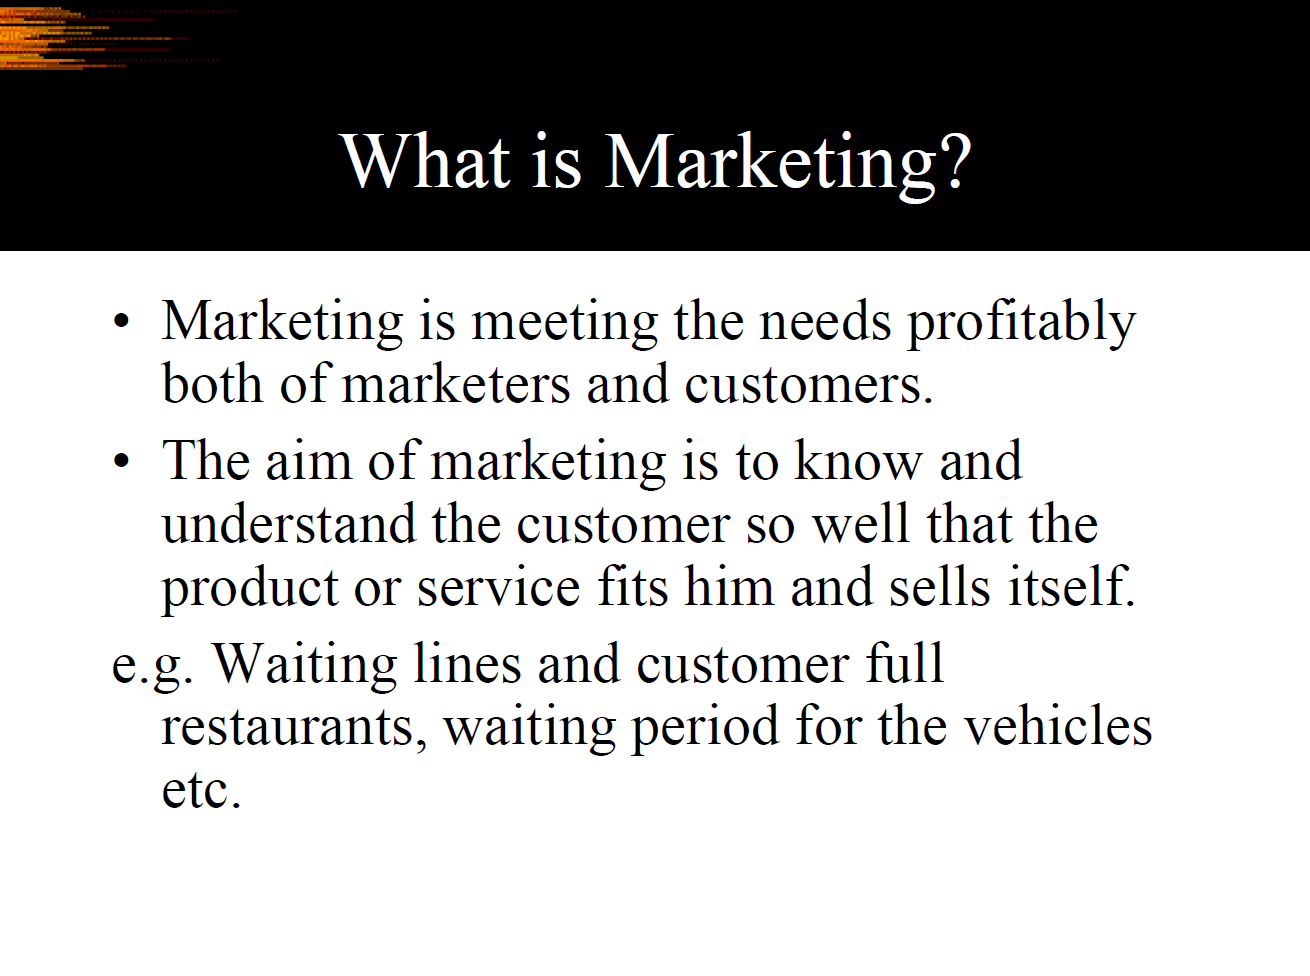 What is Marketing?
• Marketing is meeting the needs profitably
both of marketers and customers.
• The aim of marketing is to know and
understand the customer so well that the
product or service fits him and sells itself.
e.g. Waiting lines and customer full
restaurants, waiting period for the vehicles
etc.